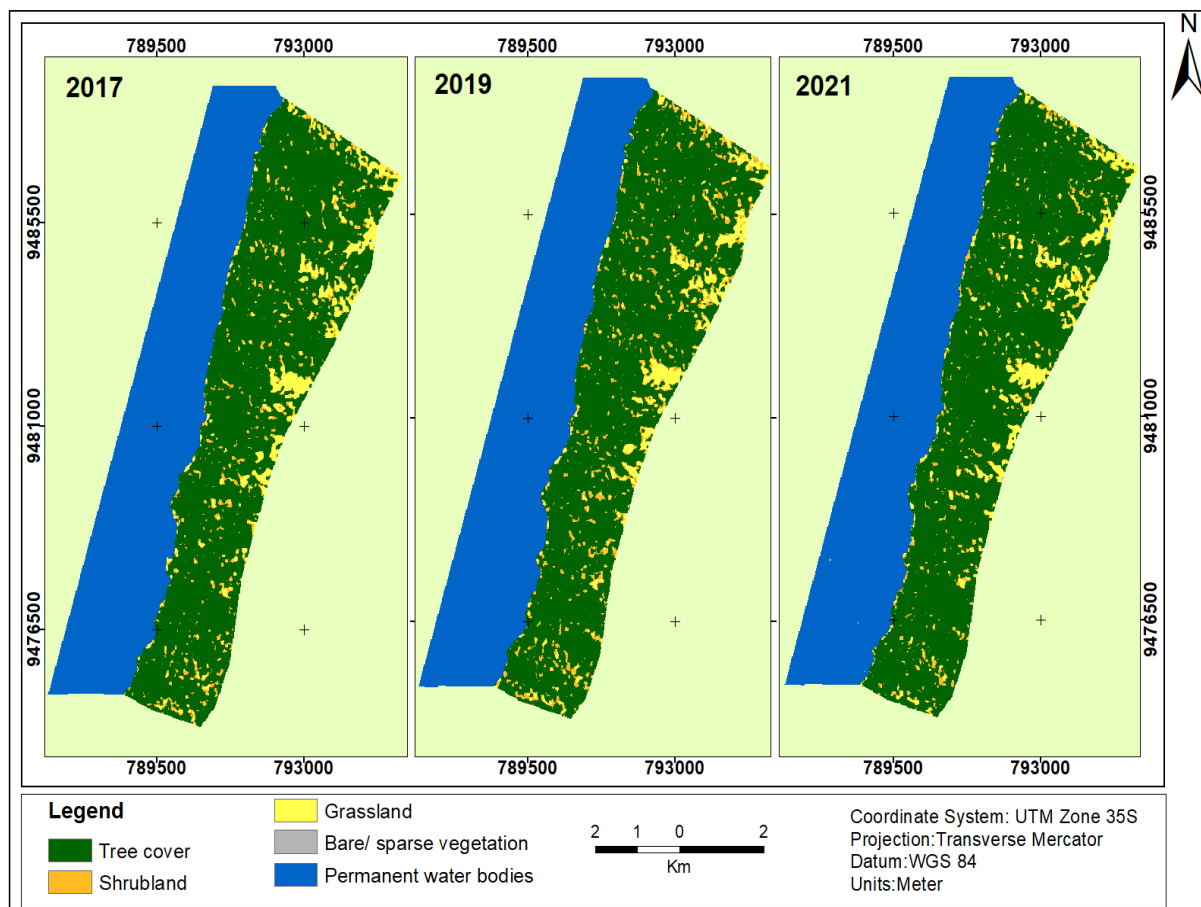 N
789500 793000 789500 793000 789500 793000
2017 2019 2021
9485500 9485500
9481000 9481000
9476500 9476500
789500 793000 789500 793000 789500 793000
Legend
Tree cover
Shrubland
Grassland
Bare/ sparse vegetation
Permanent water bodies
2 1 0 2
Km
Coordinate System: UTM Zone 35S
Projection:Transverse Mercator
Datum:WGS 84
Units:Meter